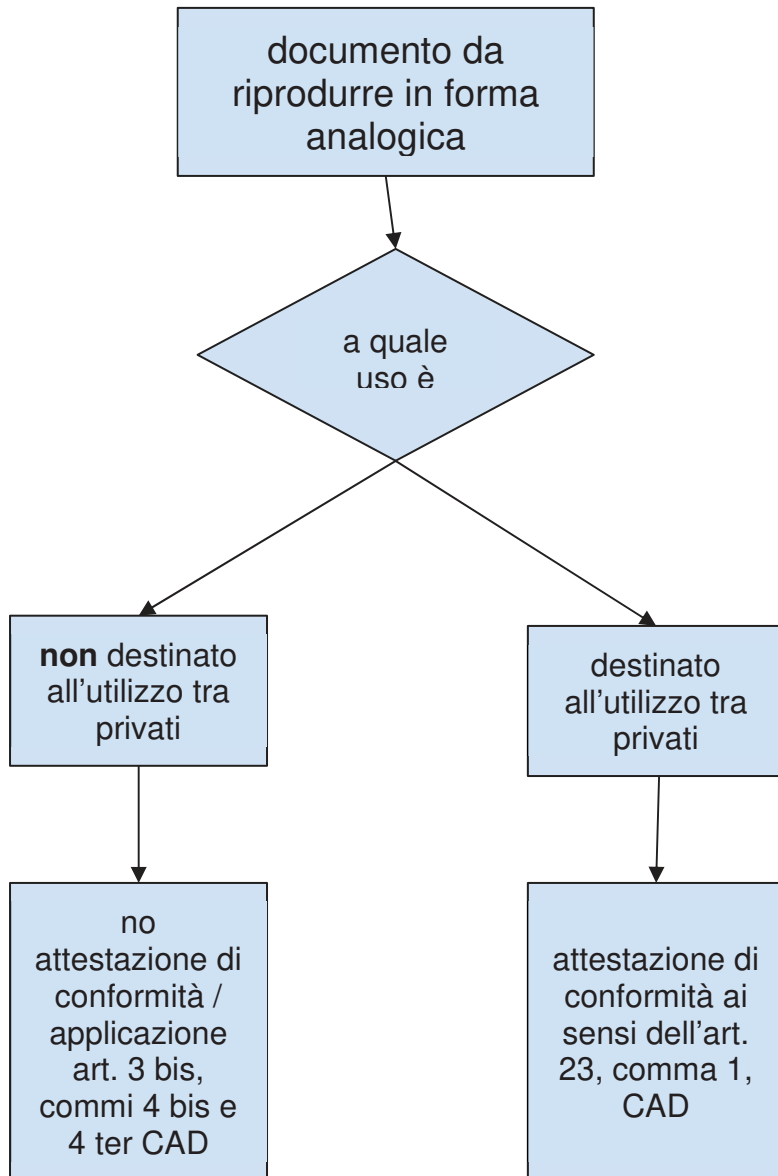 documento da
riprodurre in forma
analogica
a quale
uso è
non destinato
all'utilizzo tra
privati
destinato
all'utilizzo tra
privati
no
attestazione di
conformità /
applicazione
art. 3 bis,
commi 4 bis e
4 ter CAD
attestazione di
conformità ai
sensi dell'art.
23, comma 1,
CAD